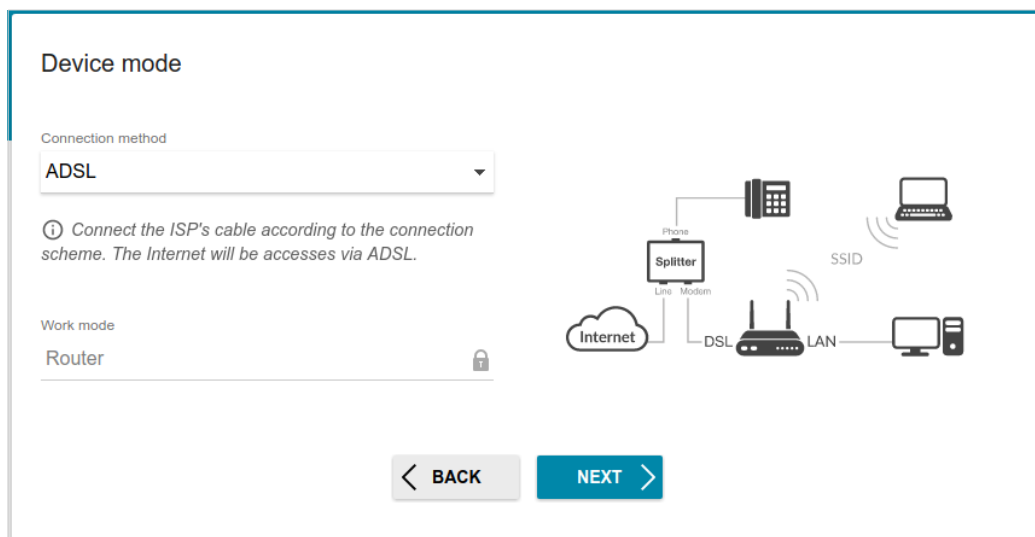 Device mode
Connection method
ADSL
Connect the ISP's cable according to the connection
scheme. The Internet will be accesses via ADSL.
Work mode
Router
Phone
Splitter
Line Modem
SSID
Internet
DSL
LAN
BACK
NEXT